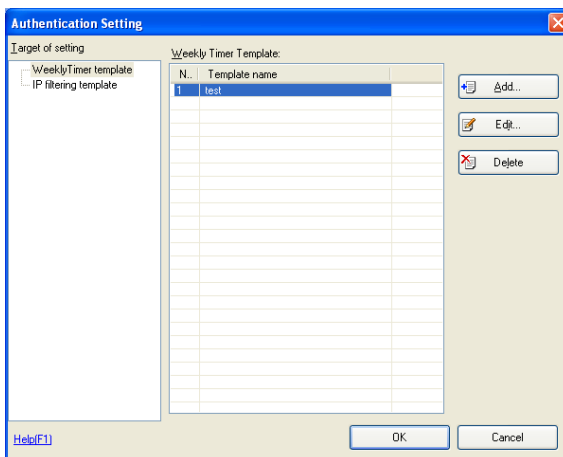 Authentication Setting
Target of setting
WeeklyTimer template
IP filtering template
Weekly Timer Template:
N.. Template name
1 test
Add...
Edit...
Delete
Help(F1)
OK
Cancel